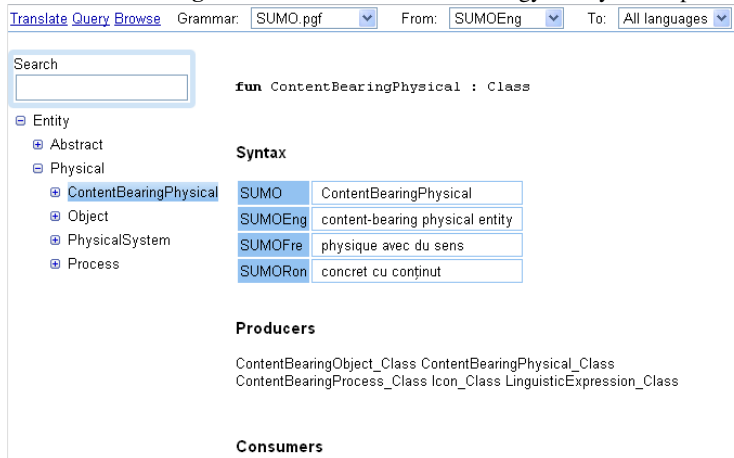 Translate Query Browse Grammar: SUMO.pgf From: SUMOEng To: All languages
Search
fun ContentBearingPhysical : Class
Entity
Abstract
Physical
ContentBearingPhysical
Object
PhysicalSystem
Process
Syntax
SUMO ContentBearingPhysical
SUMOEng content-bearing physical entity
SUMOFre physique avec du sens
SUMORon concret cu conținut
Producers
ContentBearingObject_Class ContentBearingPhysical_Class
ContentBearingProcess_Class Icon_Class LinguisticExpression_Class
Consumers